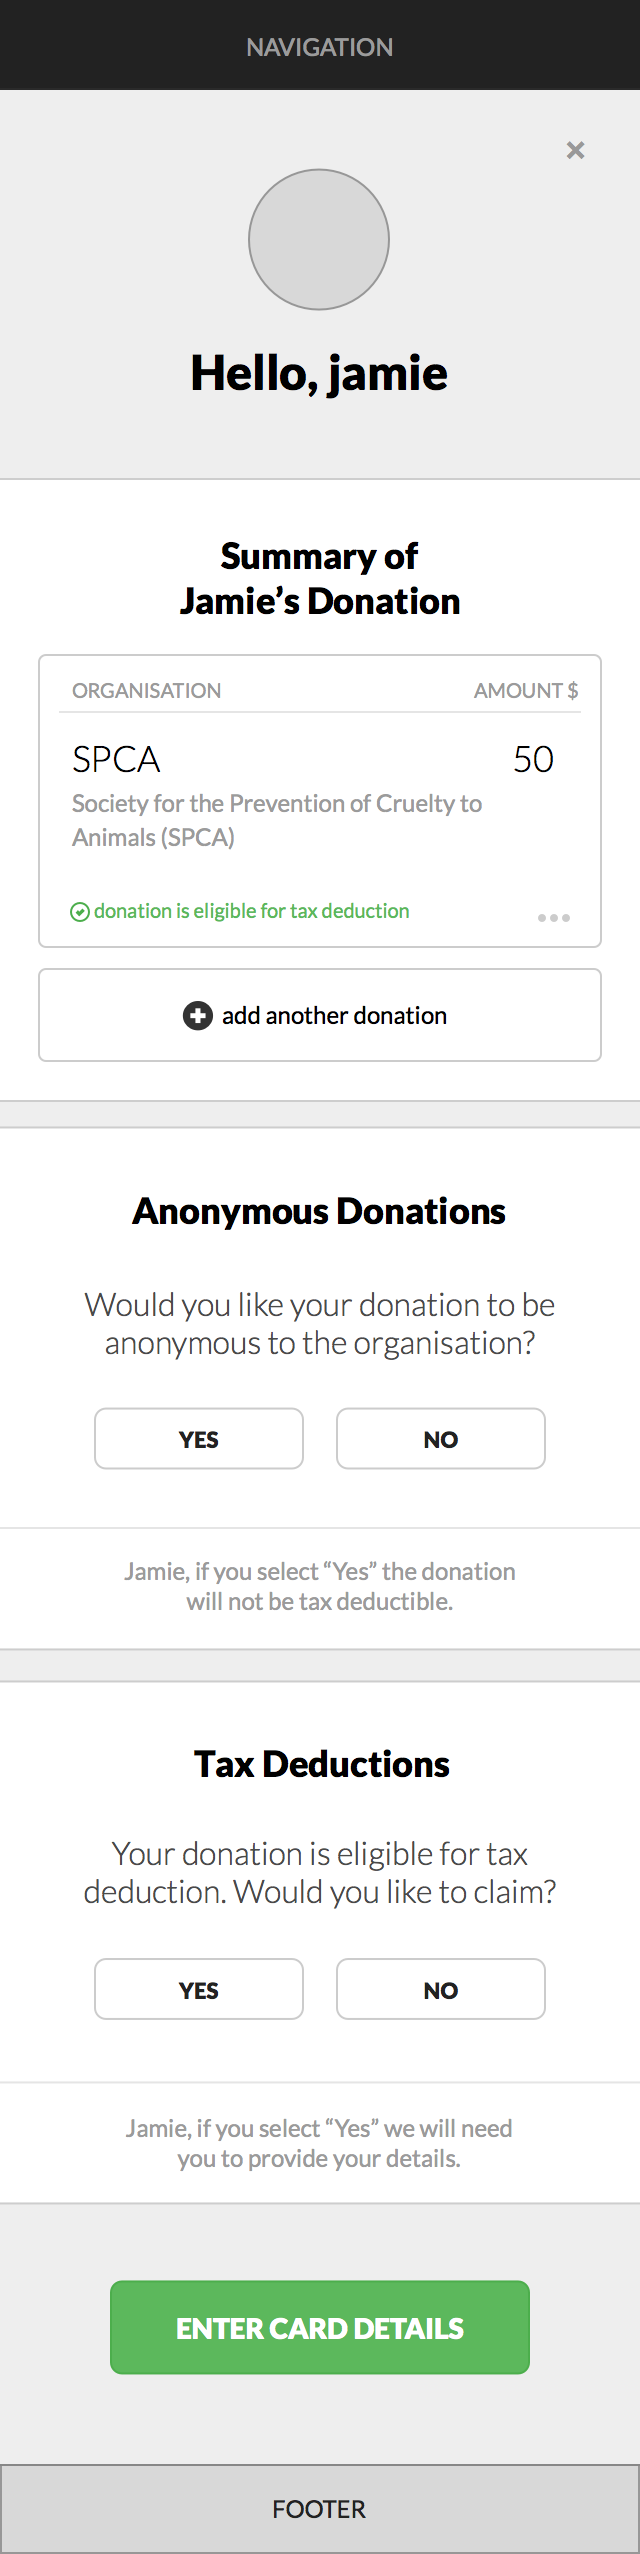 NAVIGATION
×
Hello, jamie
Summary of
Jamie’s Donation
ORGANISATION AMOUNT $
SPCA 50
Society for the Prevention of Cruelty to
Animals (SPCA)
donation is eligible for tax deduction
add another donation
Anonymous Donations
Would you like your donation to be
anonymous to the organisation?
YES NO
Jamie, if you select “Yes” the donation
will not be tax deductible.
Tax Deductions
Your donation is eligible for tax
deduction. Would you like to claim?
YES NO
Jamie, if you select “Yes” we will need
you to provide your details.
ENTER CARD DETAILS
FOOTER